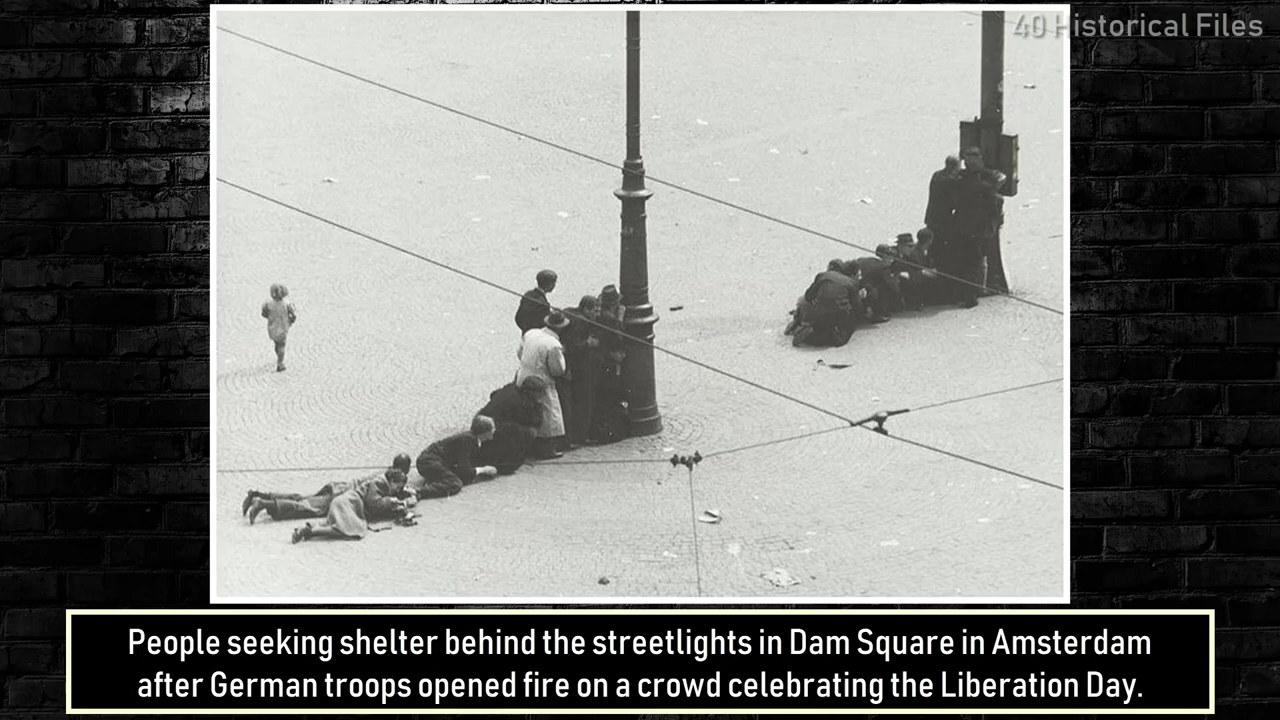 40 Historical Files
People seeking shelter behind the streetlights in Dam Square in Amsterdam
after German troops opened fire on a crowd celebrating the Liberation Day.